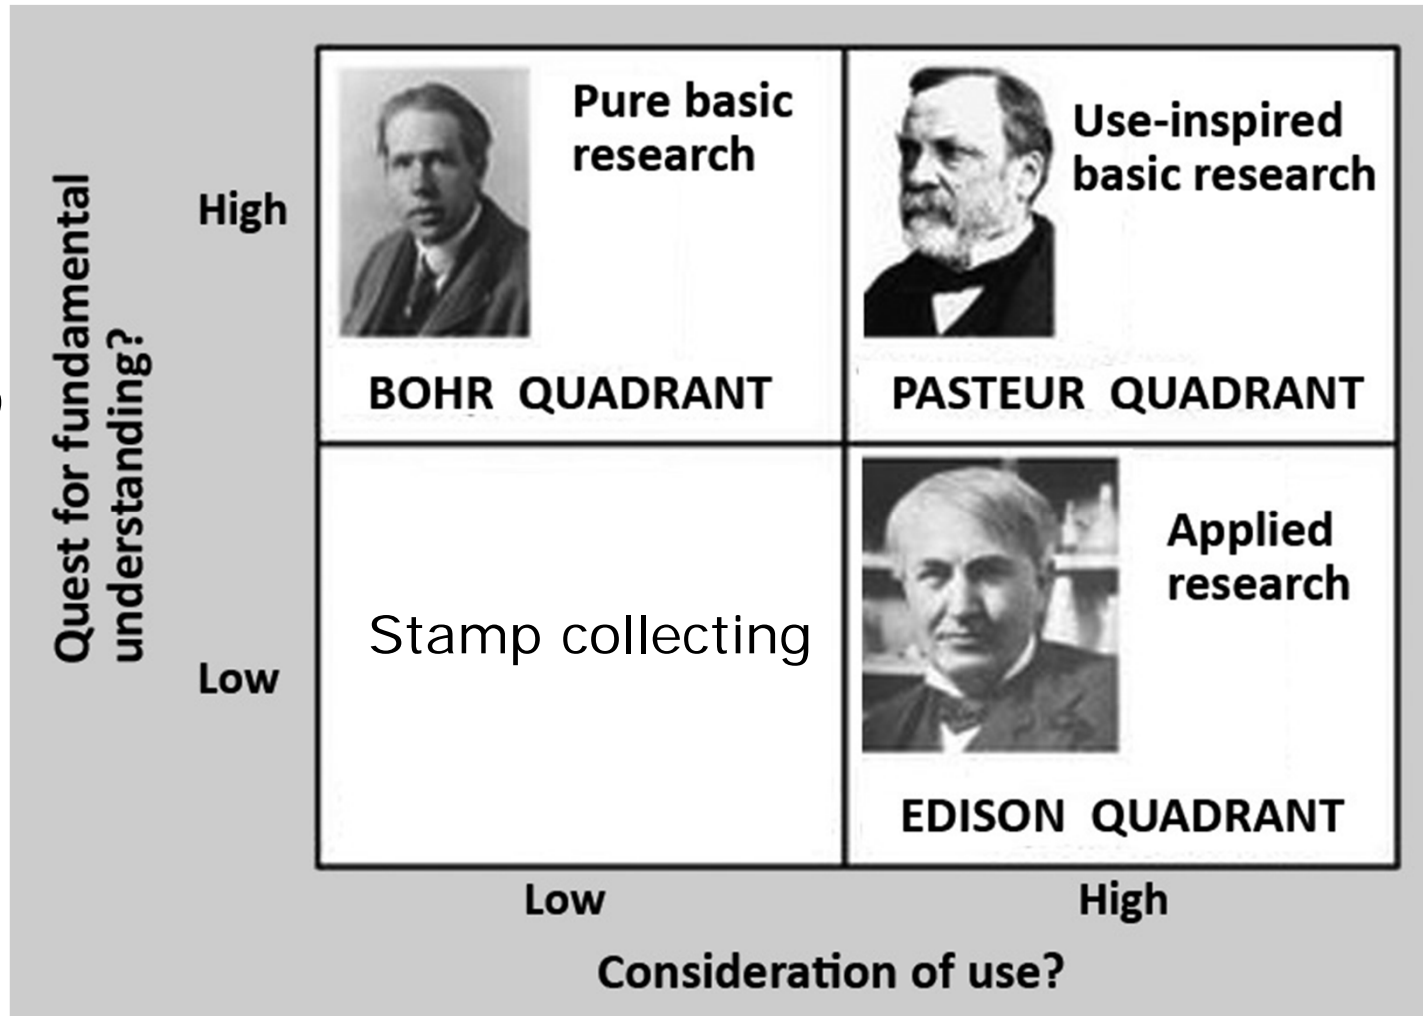 Quest for fundamental
understanding?
High
Pure basic
research
BOHR QUADRANT
Use-inspired
basic research
PASTEUR QUADRANT
Low
Stamp collecting
Applied
research
EDISON QUADRANT
Low
High
Consideration of use?